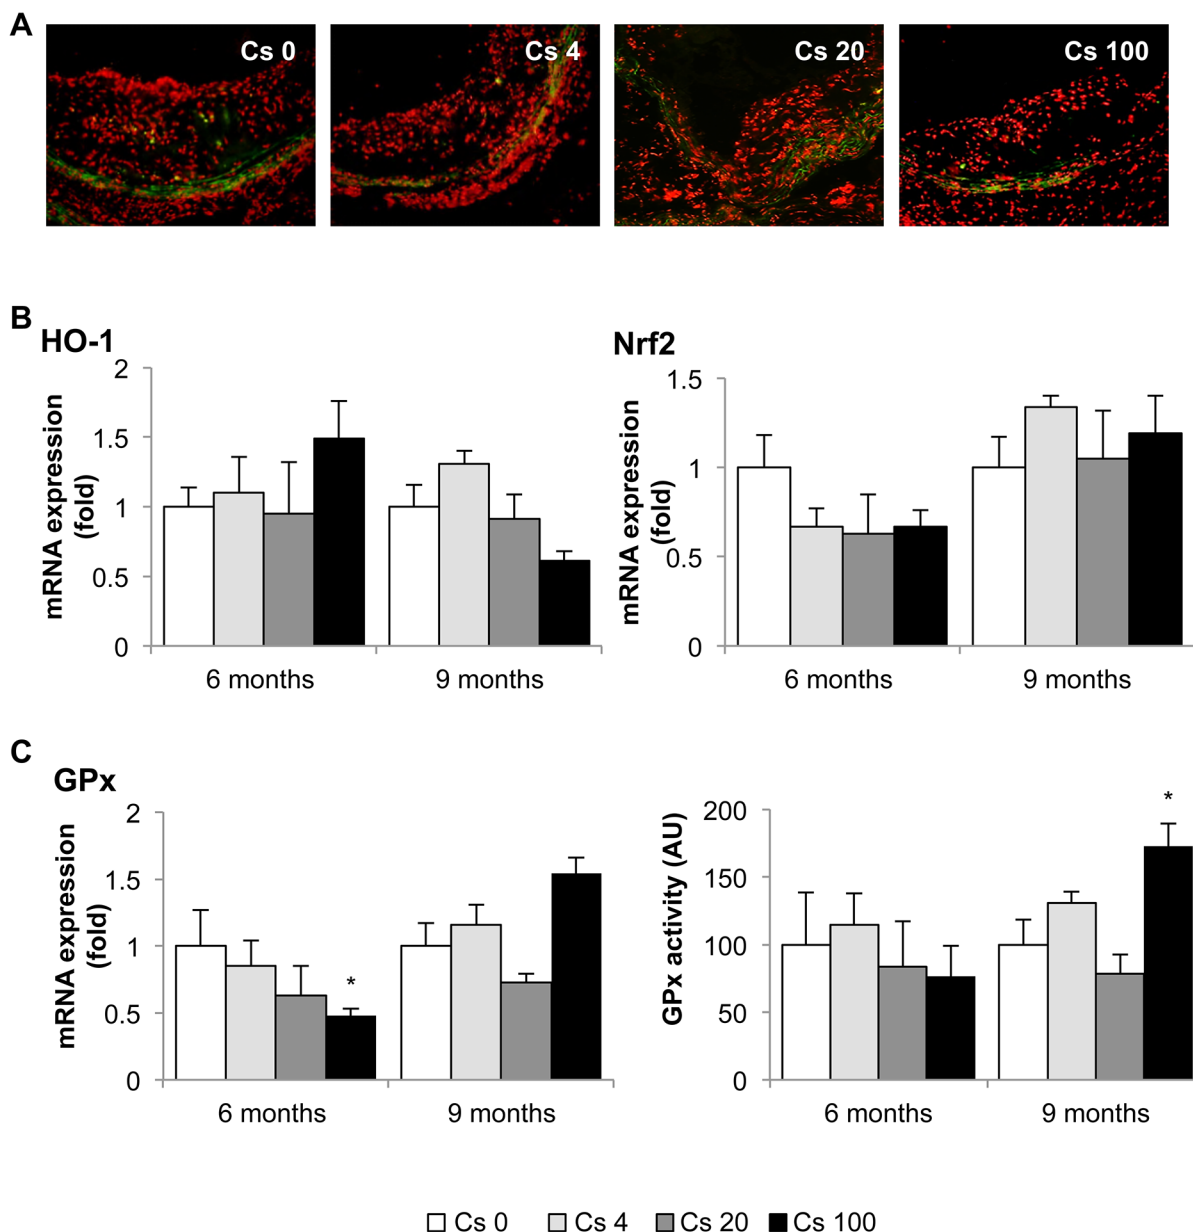 A
Cs 0
Cs 4
Cs 20
Cs 100
B
HO-1
mRNA expression
(fold)
2
1.5
1
0.5
0
6 months
9 months
Nrf2
mRNA expression
(fold)
1.5
1
0.5
0
6 months
9 months
C
GPx
mRNA expression
(fold)
2
1.5
1
0.5
0
*
6 months
9 months
GPx activity (AU)
200
150
100
50
0
*
6 months
9 months
Cs 0 Cs 4 Cs 20 Cs 100